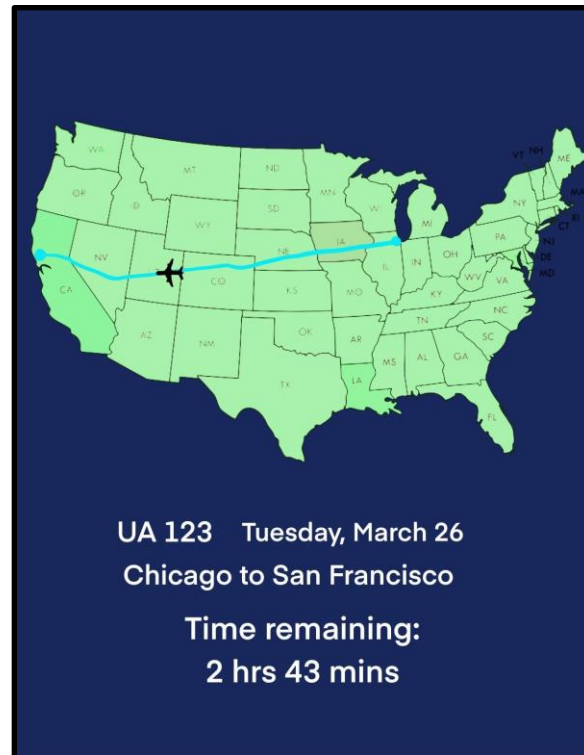 WA
MT
ND
MN
VT NH
ME
OR
ID
SD
WI
MI
NY
MA
RI
WY
CT
IA
PA
NJ
NE
NV
IL
IN
OH
DE
MD
CA
CO
WV
VA
KS
MO
KY
NC
TN
AZ
NM
OK
AR
SC
MS
AL
GA
TX
LA
FL
UA 123 Tuesday, March 26
Chicago to San Francisco
Time remaining:
2 hrs 43 mins